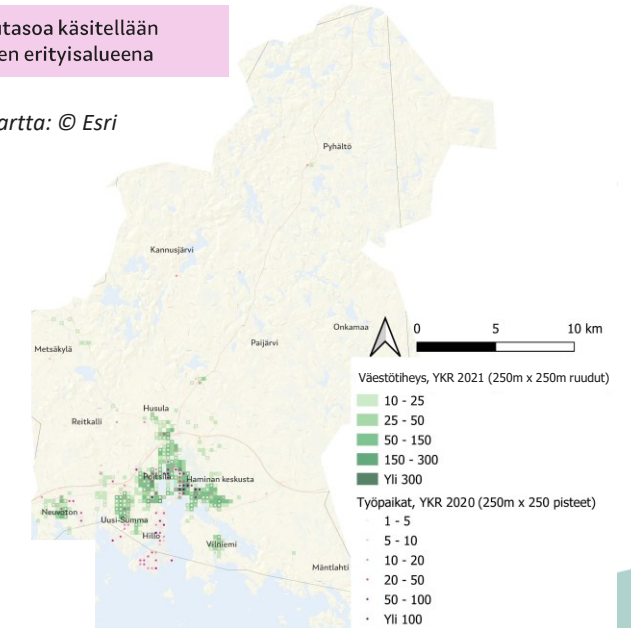 utasoa käsitellään
en erityisalueena
artta: © Esri
Pyhältö
Kannusjärvi
Onkamaa
Metsäkylä
Paijärvi
Husula
Reitkalli
Poitsila
Haminan keskusta
Neuvoton
Uusi-Summa
Hillo
Vilniemi
Mäntlahti
0 5 10 km
Väestötiheys, YKR 2021 (250m x 250m ruudut)
10 - 25
25 - 50
50 - 150
150 - 300
Yli 300
Työpaikat, YKR 2020 (250m x 250 pisteet)
1 - 5
5 - 10
10 - 20
20 - 50
50 - 100
Yli 100